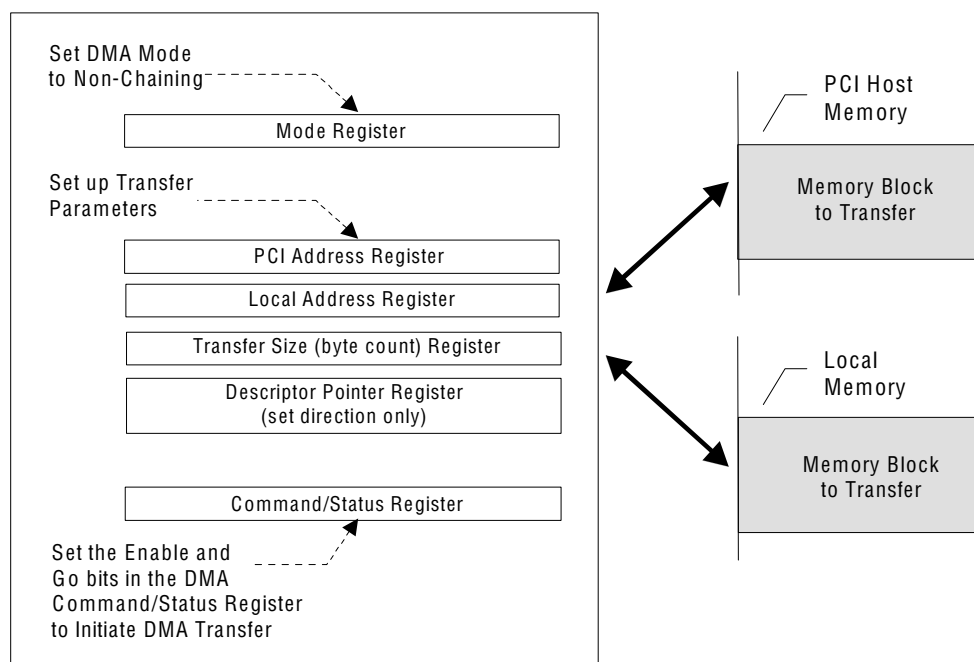 Set DMA Mode
to Non-Chaining
Mode Register
Set up Transfer
Parameters
PCI Address Register
Local Address Register
Transfer Size (byte count) Register
Descriptor Pointer Register
(set direction only)
Command/Status Register
Set the Enable and
Go bits in the DMA
Command/Status Register
to Initiate DMA Transfer
PCI Host
Memory
Memory Block
to Transfer
Local
Memory
Memory Block
to Transfer